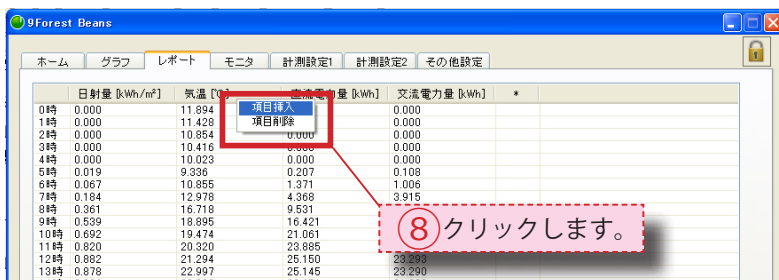 9Forest Beans
ホーム グラフ レポート モニタ 計測設定1 計測設定2 その他設定
日射量 [kWh/m²] 気温 [℃] 直流電力量 [kWh] 交流電力量 [kWh] *
項目挿入
項目削除
0時 0.000 11.894 0.000
1時 0.000 11.428 0.000
2時 0.000 10.854 0.000 0.000
3時 0.000 10.416 0.000 0.000
4時 0.000 10.023 0.000 0.000
5時 0.019 9.336 0.207 0.108
6時 0.067 10.855 1.371 1.006
7時 0.184 12.978 4.368 3.915
8時 0.361 16.718 9.531
9時 0.539 18.895 16.421
10時 0.692 19.474 21.061
11時 0.820 20.320 23.885
12時 0.882 21.294 25.150 23.293
13時 0.878 22.997 25.145 23.290
⑧クリックします。